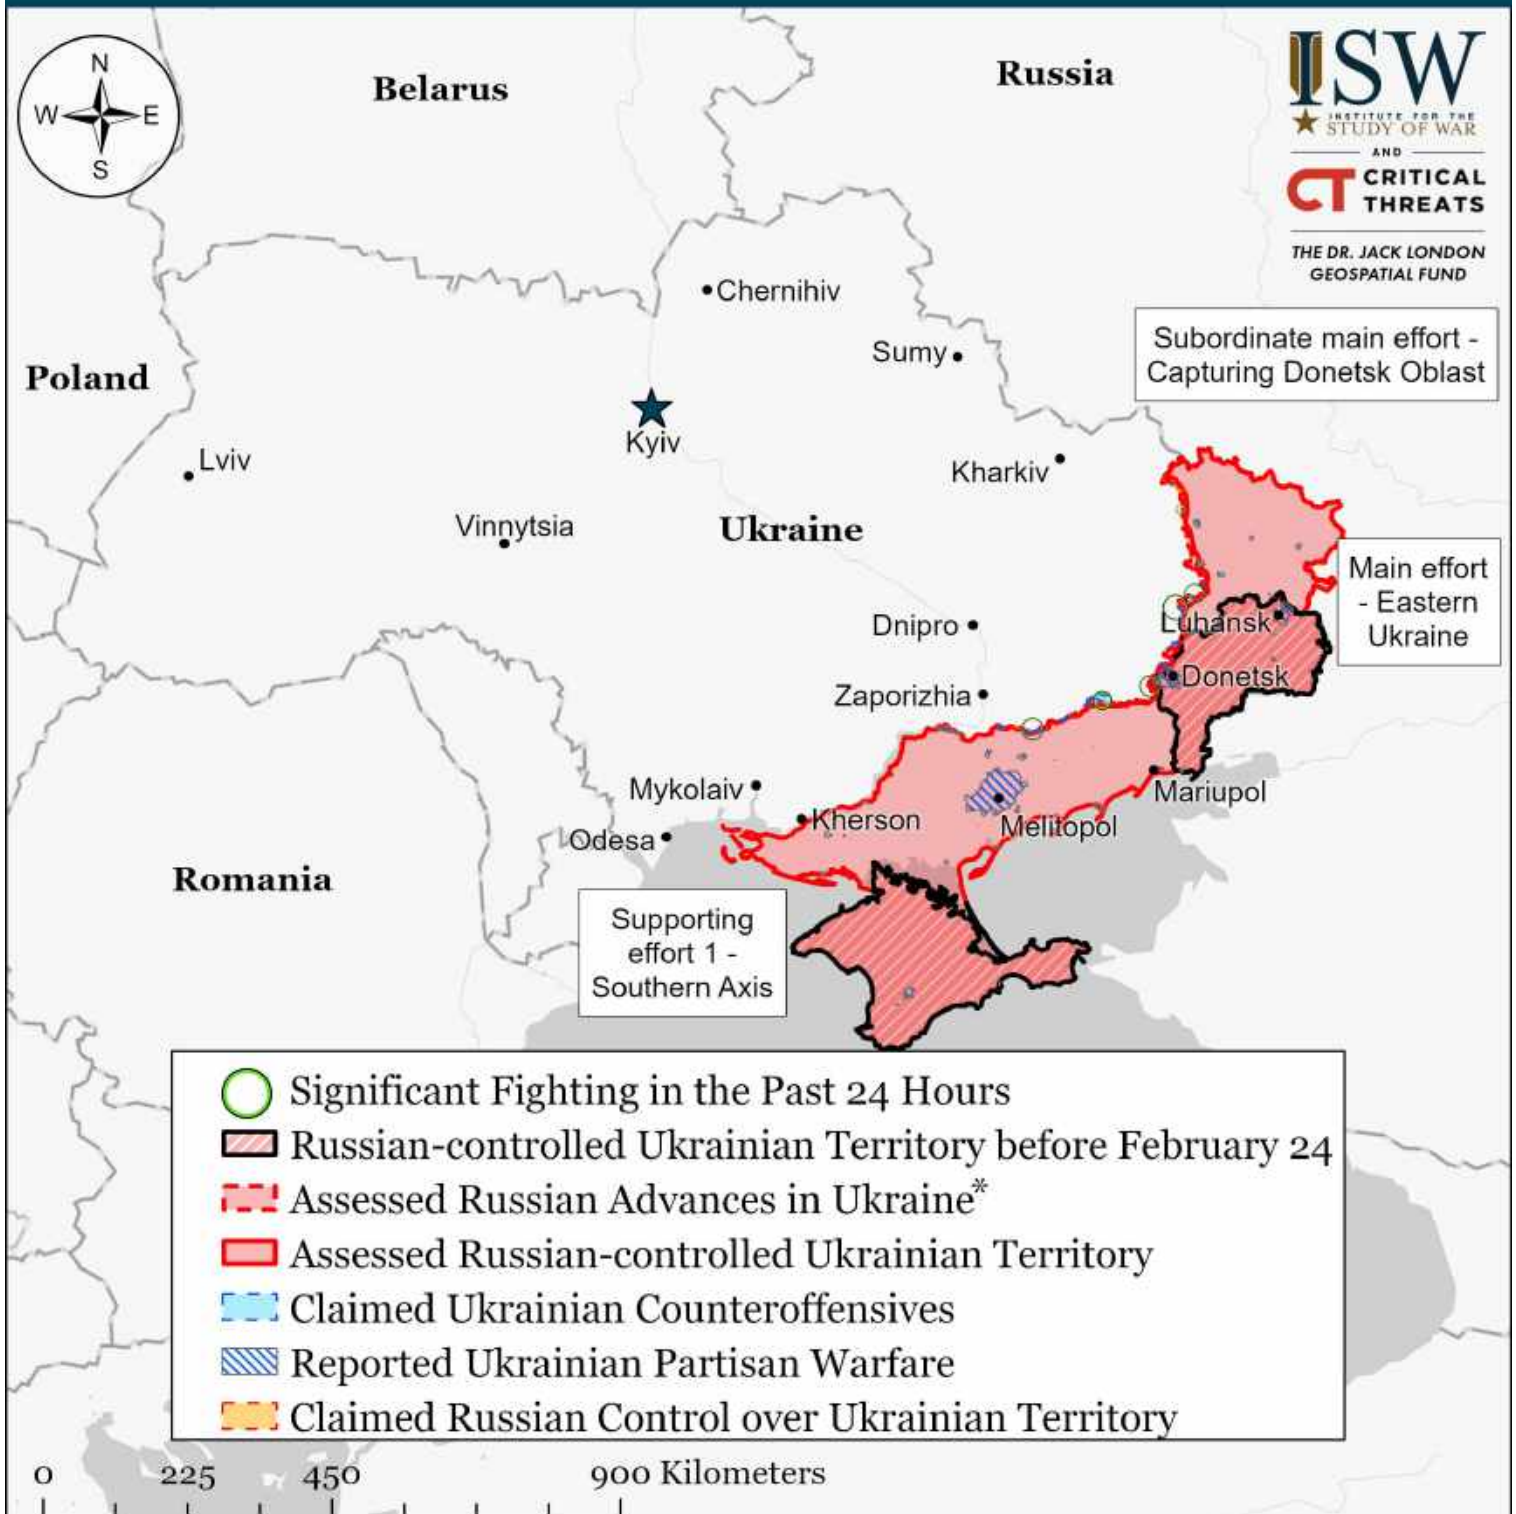 N
W E
S
Belarus
Russia
ISW
INSTITUTE FOR THE
STUDY OF WAR
AND
CT CRITICAL
THREATS
THE DR. JACK LONDON
GEOSPATIAL FUND
Chernihiv
Subordinate main effort -
Capturing Donetsk Oblast
Sumy
Poland
Kyiv
Lviv
Kharkiv
Vinnytsia
Ukraine
Main effort
- Eastern
Ukraine
Dnipro
Luhansk
Donetsk
Zaporizhia
Mykolaiv
Mariupol
Kherson
Melitopol
Odesa
Romania
Supporting
effort 1 -
Southern Axis
Significant Fighting in the Past 24 Hours
Russian-controlled Ukrainian Territory before February 24
Assessed Russian Advances in Ukraine*
Assessed Russian-controlled Ukrainian Territory
Claimed Ukrainian Counteroffensives
Reported Ukrainian Partisan Warfare
Claimed Russian Control over Ukrainian Territory
0 225 450 900 Kilometers